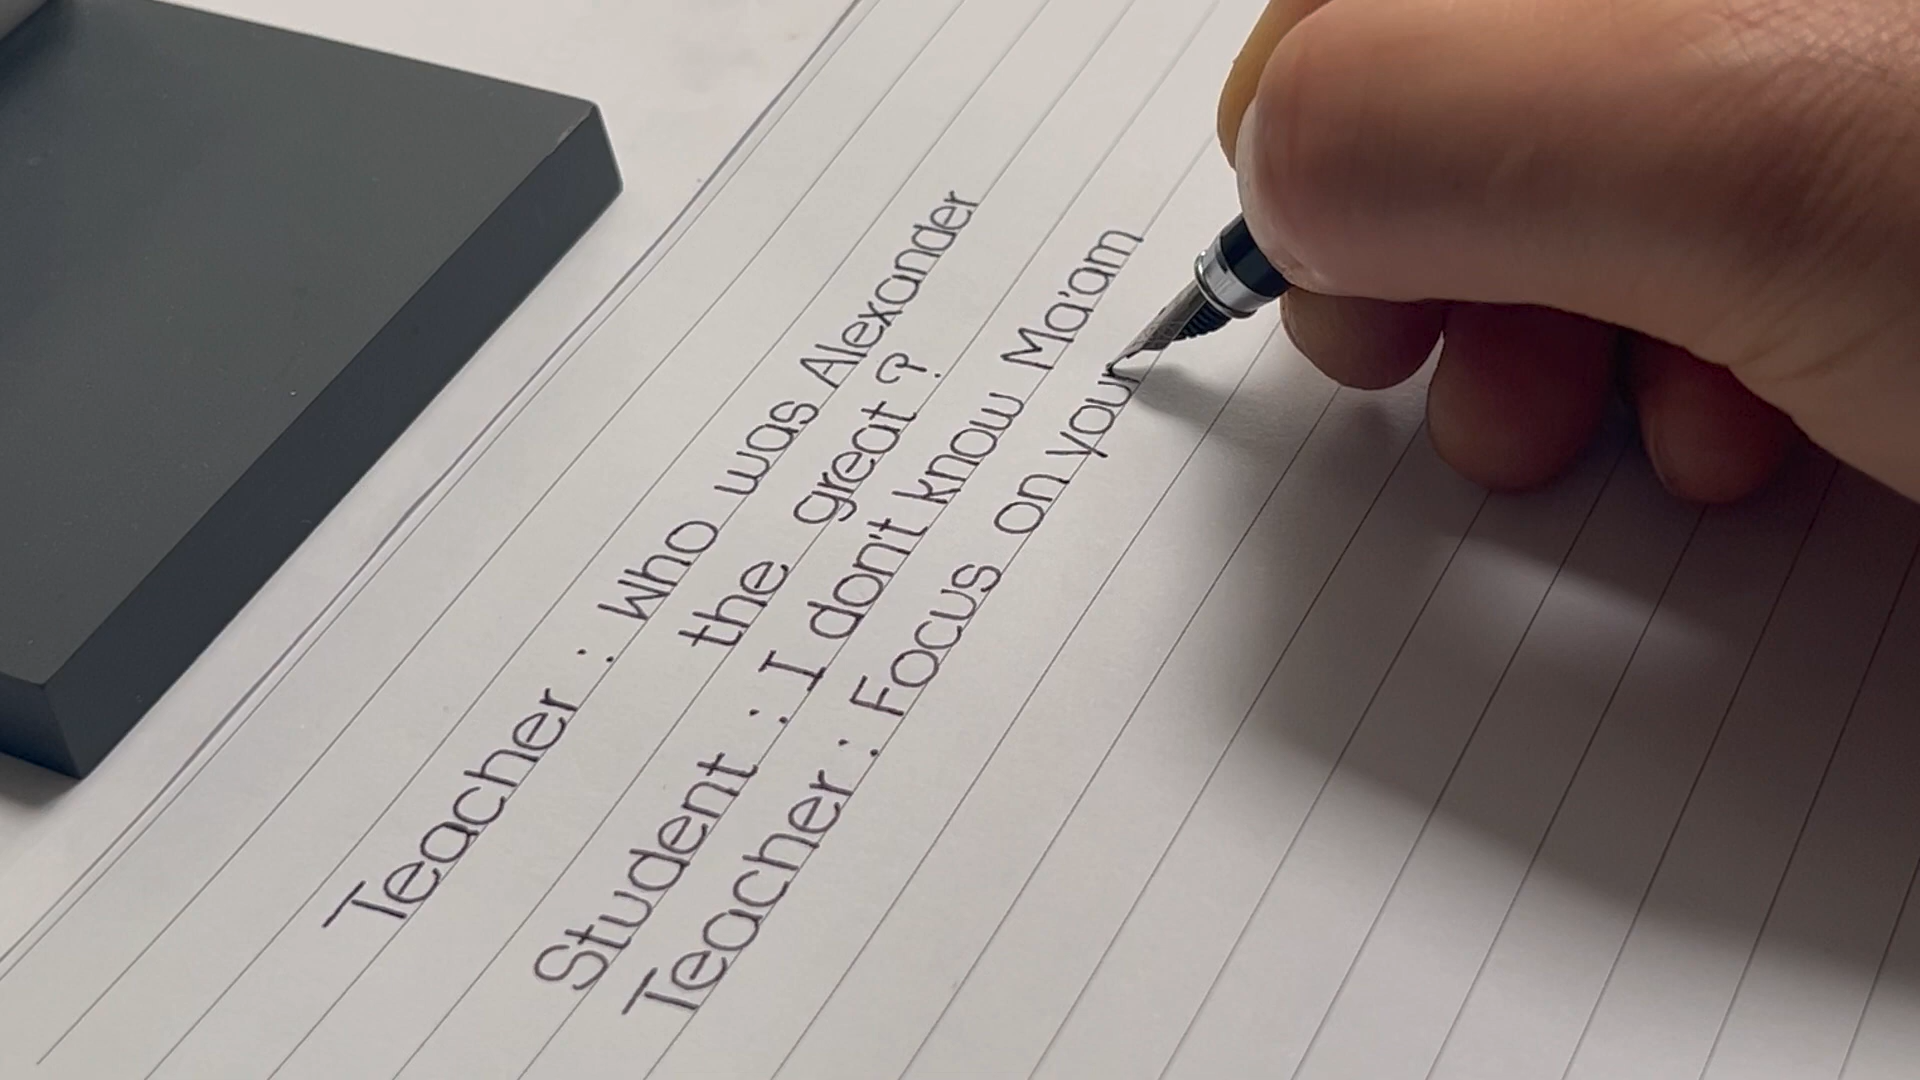 Teacher : Who was Alexander
the great ?
Student : I don't know Ma'am
Teacher : Focus on your